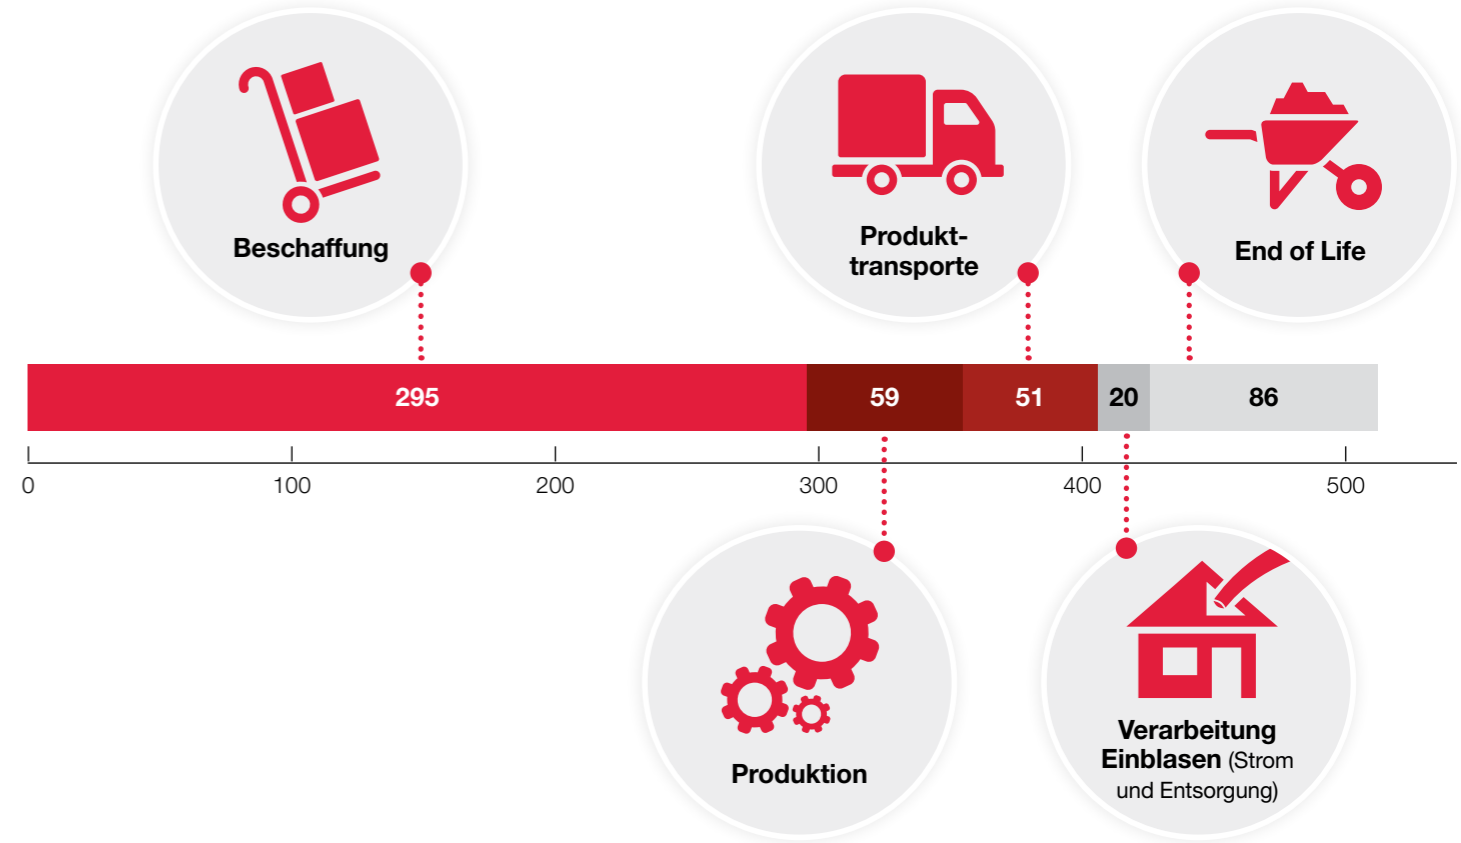 Beschaffung
Produkt-
transporte
End of Life
295
59
51
20
86
0
100
200
300
400
500
Produktion
Verarbeitung
Einblasen (Strom
und Entsorgung)